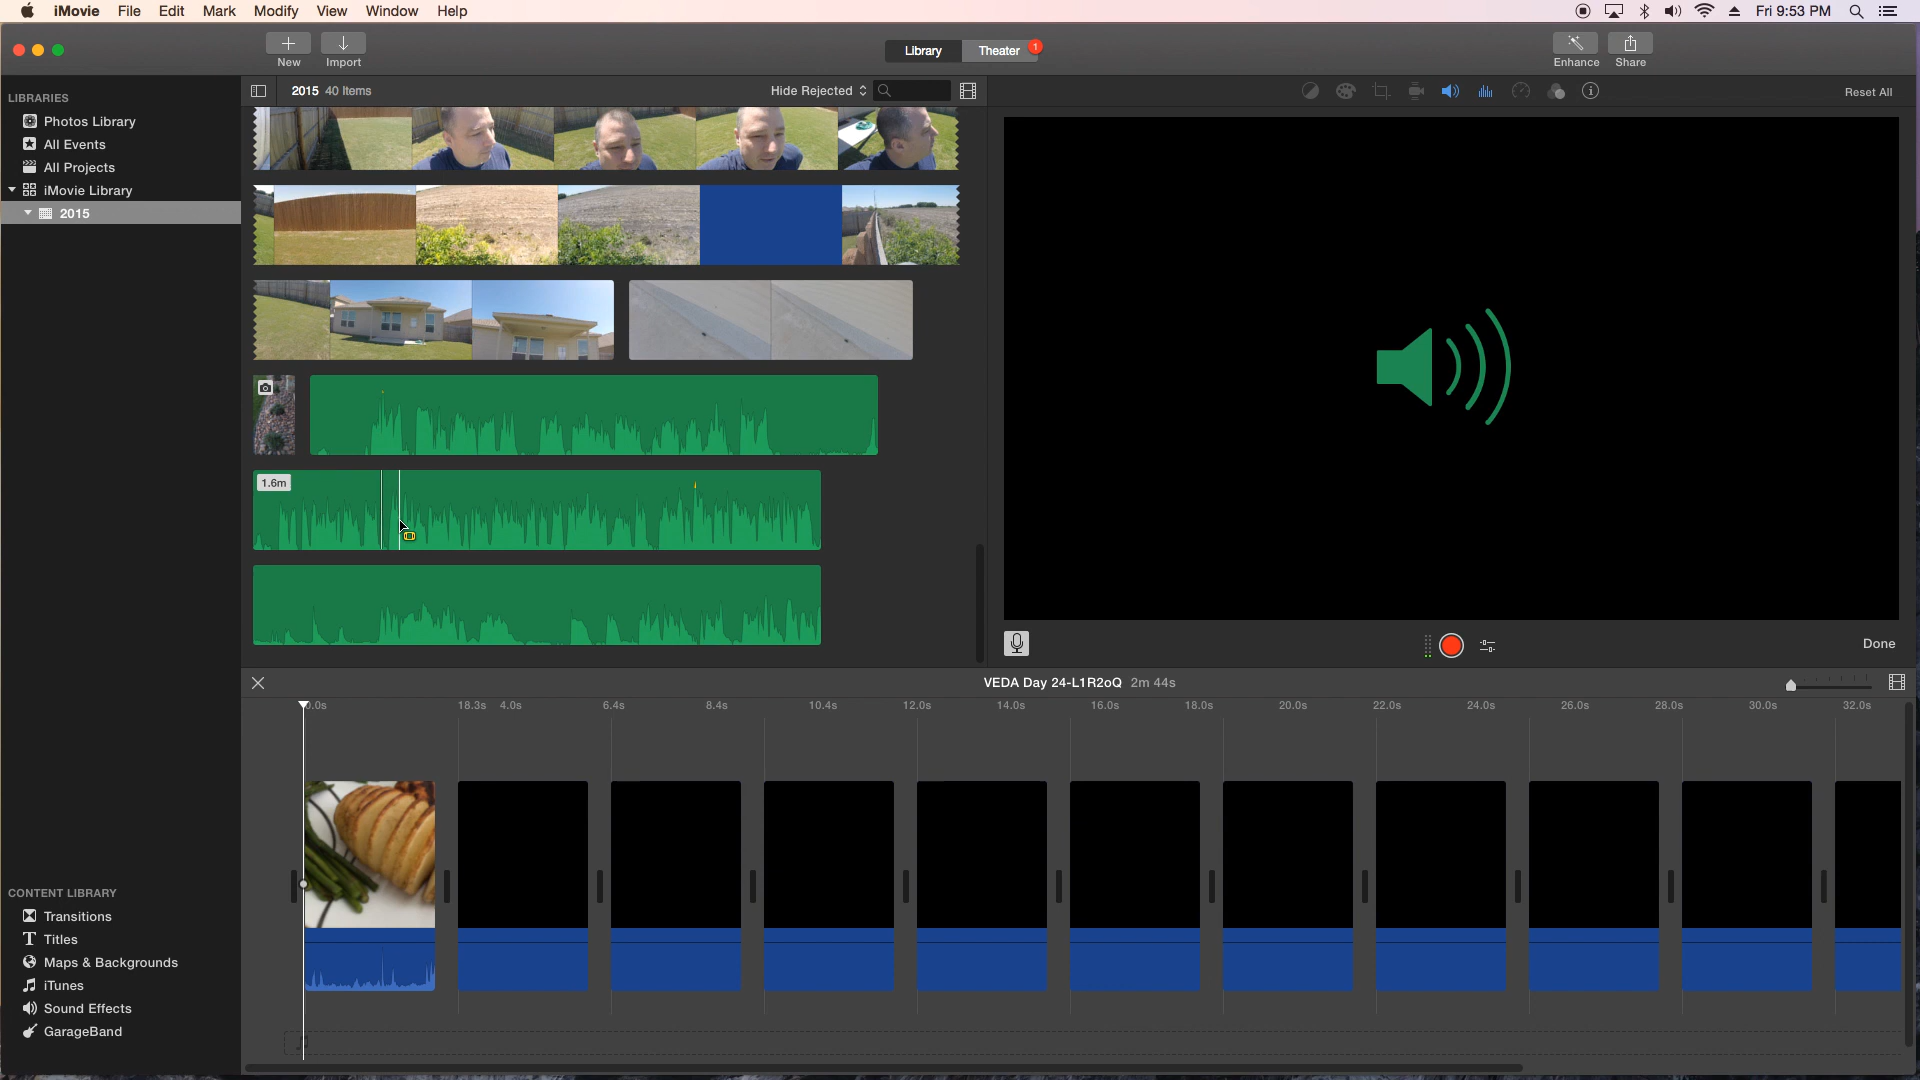 iMovie File Edit Mark Modify View Window Help Fri 9:53 PM
Library Theater 1
New Import Enhance Share
LIBRARIES
Photos Library
All Events
All Projects
iMovie Library
2015
2015 40 Items Hide Rejected Reset All
1.6m
Done
VEDA Day 24-L1R2oQ 2m 44s
0.0s 18.3s 4.0s 6.4s 8.4s 10.4s 12.0s 14.0s 16.0s 18.0s 20.0s 22.0s 24.0s 26.0s 28.0s 30.0s 32.0s
CONTENT LIBRARY
Transitions
T Titles
Maps & Backgrounds
iTunes
Sound Effects
GarageBand